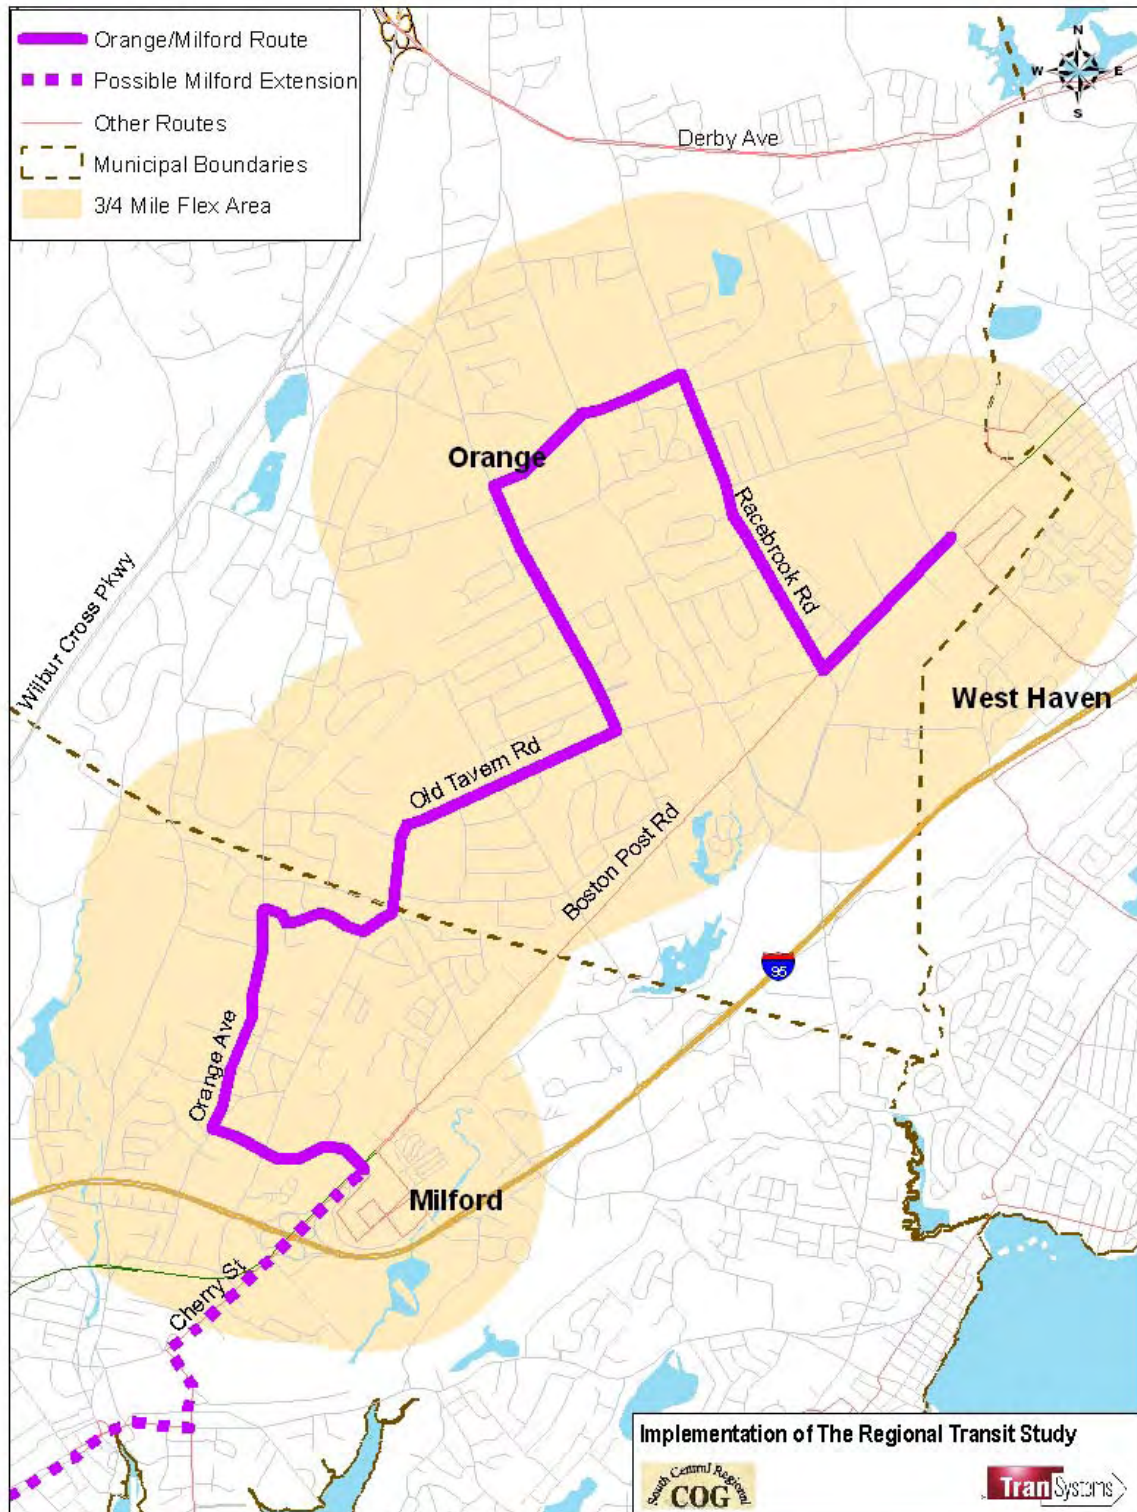 Orange/Milford Route
Possible Milford Extension
Other Routes
Municipal Boundaries
3/4 Mile Flex Area
N
W E
S
Derby Ave
Orange
Racebrook Rd
Wilbur Cross Pkwy
West Haven
Old Tavern Rd
Boston Post Rd
95
Orange Ave
Milford
Cherry St
Implementation of The Regional Transit Study
South Central Regional
COG
TranSystems